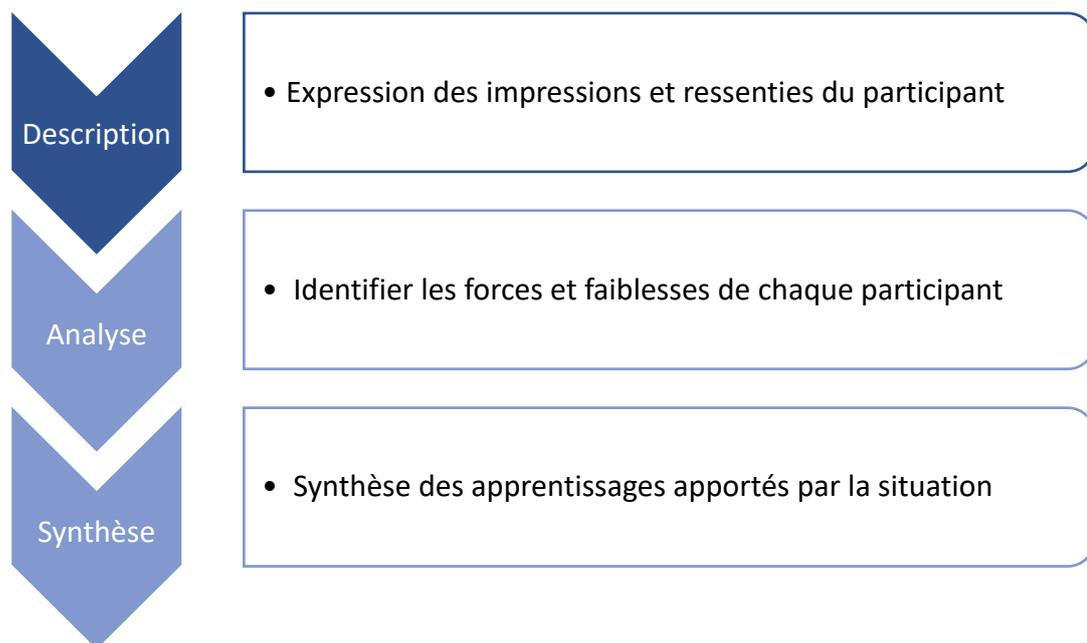 Description
• Expression des impressions et ressenties du participant
Analyse
• Identifier les forces et faiblesses de chaque participant
Synthèse
• Synthèse des apprentissages apportés par la situation